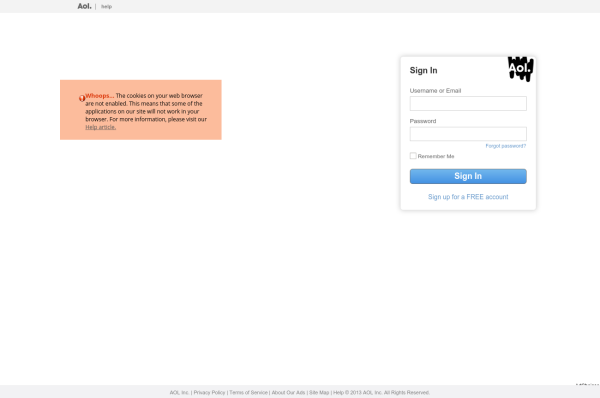 Aol. | help
Sign In
Aol.
Username or Email
Password
Forgot password?
Remember Me
Sign In
Sign up for a FREE account
Whoops... The cookies on your web browser
are not enabled. This means that some of the
applications on our site will not work in your
browser. For more information, please visit our
Help article.
AOL Inc. | Privacy Policy | Terms of Service | About Our Ads | Site Map | Help © 2013 AOL Inc. All Rights Reserved.